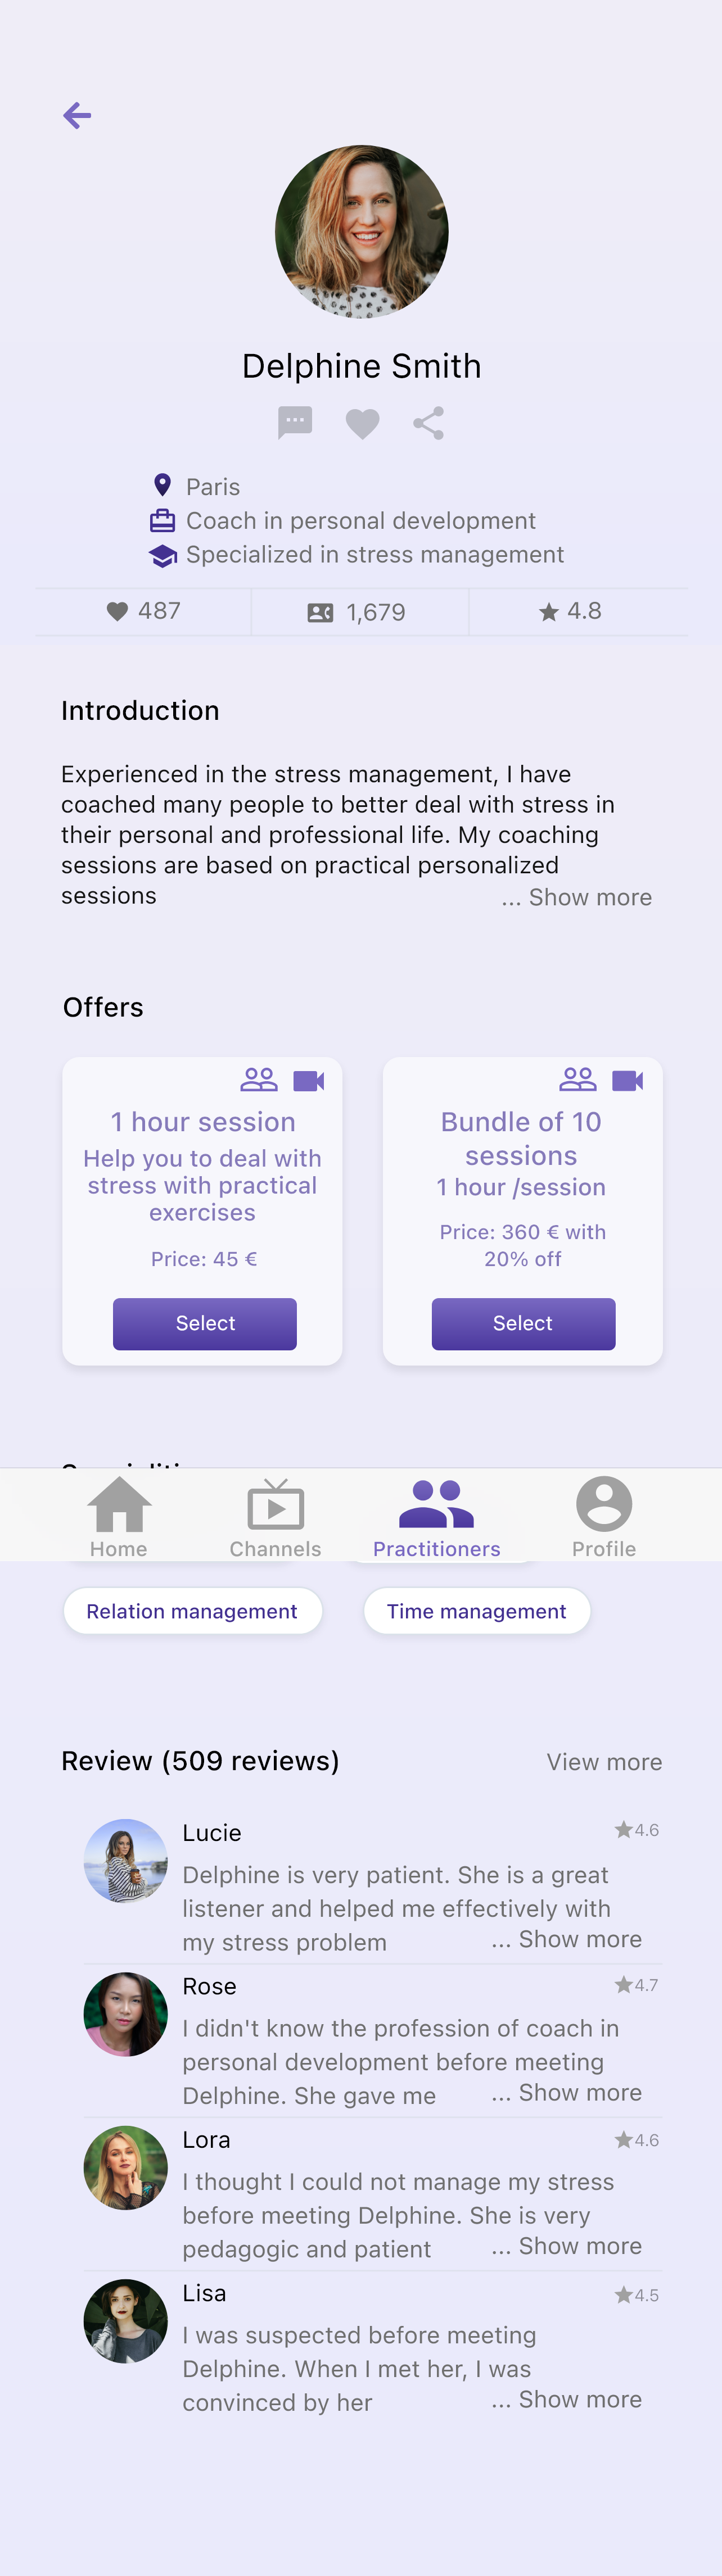 Delphine Smith
Paris
Coach in personal development
Specialized in stress management
487
1,679
4.8
Introduction
Experienced in the stress management, I have
coached many people to better deal with stress in
their personal and professional life. My coaching
sessions are based on practical personalized
sessions
... Show more
Offers
1 hour session
Help you to deal with
stress with practical
exercises
Price: 45 €
Select
Bundle of 10
sessions
1 hour /session
Price: 360 € with
20% off
Select
Home
Channels
Practitioners
Profile
Relation management
Time management
Review (509 reviews)
View more
Lucie
4.6
Delphine is very patient. She is a great
listener and helped me effectively with
my stress problem
... Show more
Rose
4.7
I didn't know the profession of coach in
personal development before meeting
Delphine. She gave me
... Show more
Lora
4.6
I thought I could not manage my stress
before meeting Delphine. She is very
pedagogic and patient
... Show more
Lisa
4.5
I was suspected before meeting
Delphine. When I met her, I was
convinced by her
... Show more